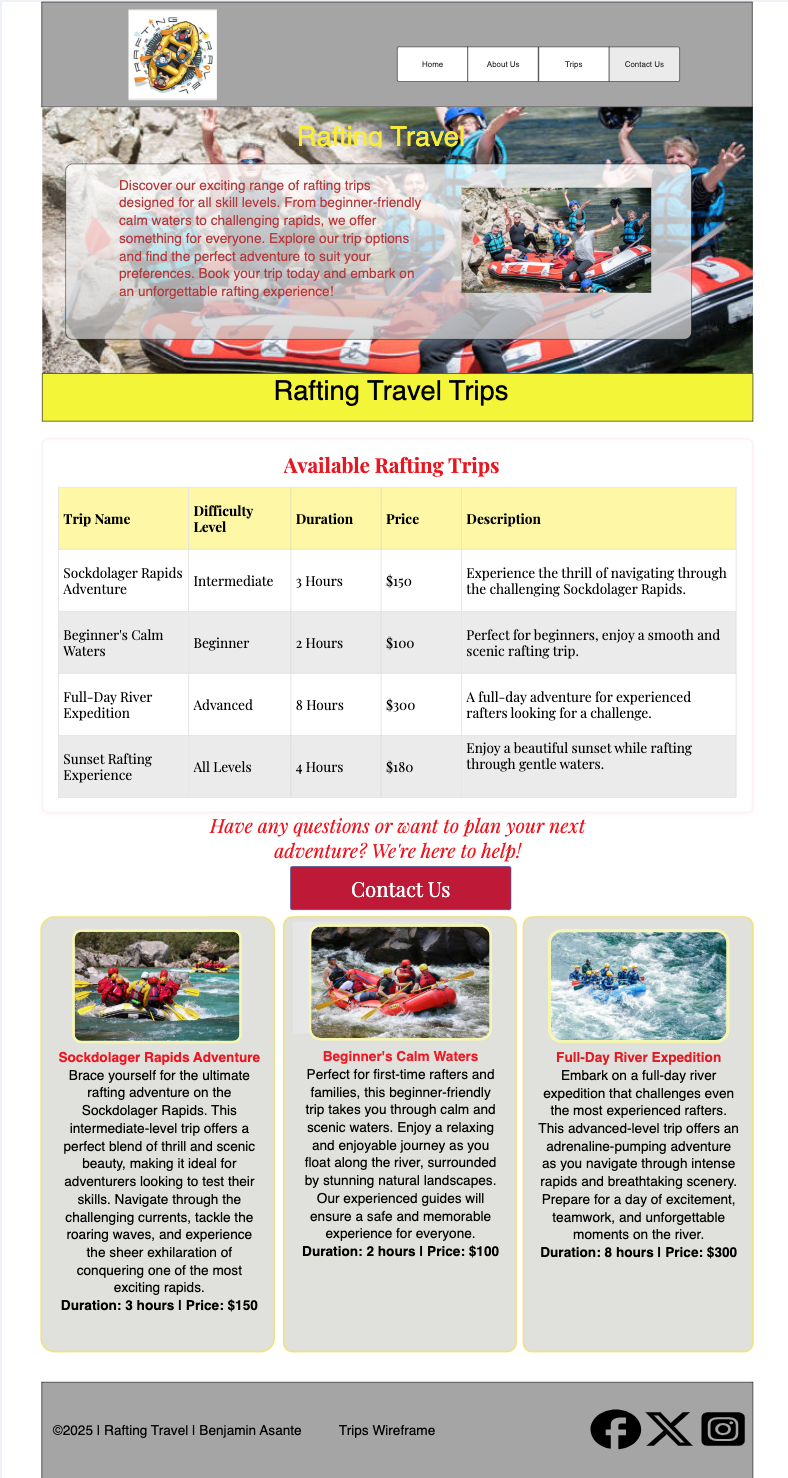 RAFTING TRAVEL
Home
About Us
Trips
Contact Us
Rafting Travel
Discover our exciting range of rafting trips
designed for all skill levels. From beginner-friendly
calm waters to challenging rapids, we offer
something for everyone. Explore our trip options
and find the perfect adventure to suit your
preferences. Book your trip today and embark on
an unforgettable rafting experience!
Rafting Travel Trips
Available Rafting Trips
Trip Name
Difficulty
Level
Duration
Price
Description
Sockdolager Rapids
Adventure
Intermediate
3 Hours
$150
Experience the thrill of navigating through
the challenging Sockdolager Rapids.
Beginner's Calm
Waters
Beginner
2 Hours
$100
Perfect for beginners, enjoy a smooth and
scenic rafting trip.
Full-Day River
Expedition
Advanced
8 Hours
$300
A full-day adventure for experienced
rafters looking for a challenge.
Sunset Rafting
Experience
All Levels
4 Hours
$180
Enjoy a beautiful sunset while rafting
through gentle waters.
Have any questions or want to plan your next
adventure? We're here to help!
Contact Us
Sockdolager Rapids Adventure
Brace yourself for the ultimate
rafting adventure on the
Sockdolager Rapids. This
intermediate-level trip offers a
perfect blend of thrill and scenic
beauty, making it ideal for
adventurers looking to test their
skills. Navigate through the
challenging currents, tackle the
roaring waves, and experience
the sheer exhilaration of
conquering one of the most
exciting rapids.
Duration: 3 hours | Price: $150
Beginner's Calm Waters
Perfect for first-time rafters and
families, this beginner-friendly
trip takes you through calm and
scenic waters. Enjoy a relaxing
and enjoyable journey as you
float along the river, surrounded
by stunning natural landscapes.
Our experienced guides will
ensure a safe and memorable
experience for everyone.
Duration: 2 hours | Price: $100
Full-Day River Expedition
Embark on a full-day river
expedition that challenges even
the most experienced rafters.
This advanced-level trip offers an
adrenaline-pumping adventure
as you navigate through intense
rapids and breathtaking scenery.
Prepare for a day of excitement,
teamwork, and unforgettable
moments on the river.
Duration: 8 hours | Price: $300
©2025 | Rafting Travel | Benjamin Asante
Trips Wireframe